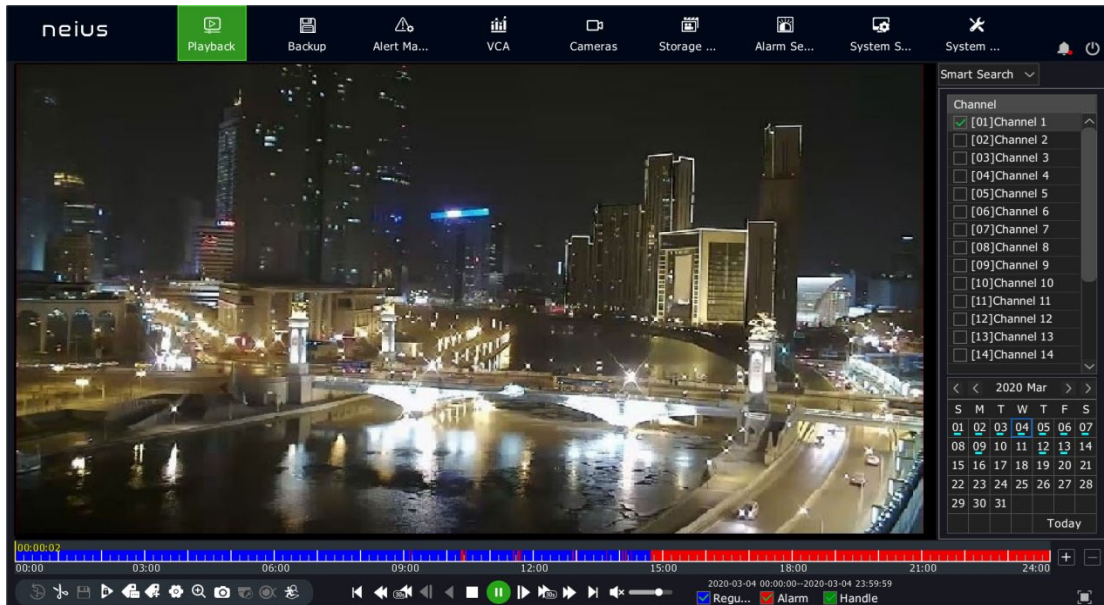 neius
Playback
Backup
Alert Ma...
VCA
Cameras
Storage ...
Alarm Se...
System S...
System ...
Smart Search
Channel
[01]Channel 1
[02]Channel 2
[03]Channel 3
[04]Channel 4
[05]Channel 5
[06]Channel 6
[07]Channel 7
[08]Channel 8
[09]Channel 9
[10]Channel 10
[11]Channel 11
[12]Channel 12
[13]Channel 13
[14]Channel 14
2020 Mar
S M T W T F S
01 02 03 04 05 06 07
08 09 10 11 12 13 14
15 16 17 18 19 20 21
22 23 24 25 26 27 28
29 30 31
Today
00:00:02
00:00 03:00 06:00 09:00 12:00 15:00 18:00 21:00 24:00
30s 30s
2020-03-04 00:00:00--2020-03-04 23:59:59
Regu... Alarm Handle